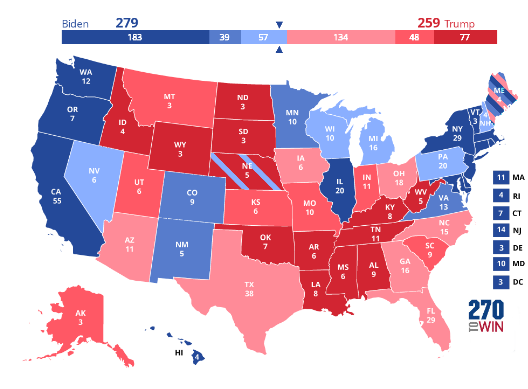 Biden 279 259 Trump
183 39 57 134 48 77
WA
12
OR
7
CA
55
NV
6
ID
4
MT
3
WY
3
UT
6
AZ
11
CO
9
NM
5
ND
3
SD
3
NE
5
KS
6
OK
7
TX
38
MN
10
IA
6
MO
10
AR
6
LA
8
WI
10
IL
20
MI
16
IN
11
OH
18
KY
8
TN
11
MS
6
AL
9
GA
16
FL
29
SC
9
NC
15
VA
13
WV
5
PA
20
NY
29
VT
3
NH
4
ME
4
11 MA
4 RI
7 CT
14 NJ
3 DE
10 MD
3 DC
AK
3
HI
4
270
TO WIN